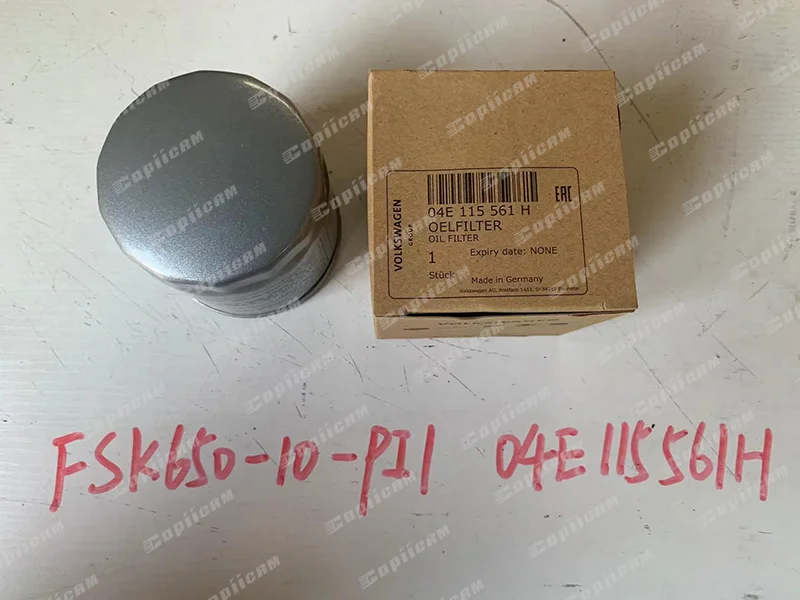 04E 115 561 H
OELFILTER
OIL FILTER
Expiry date: NONE
1
Stück
Made in Germany
VOLKSWAGEN
GROUP
EAC
FSK650-10-PI1 04E115561H
CopiicAM